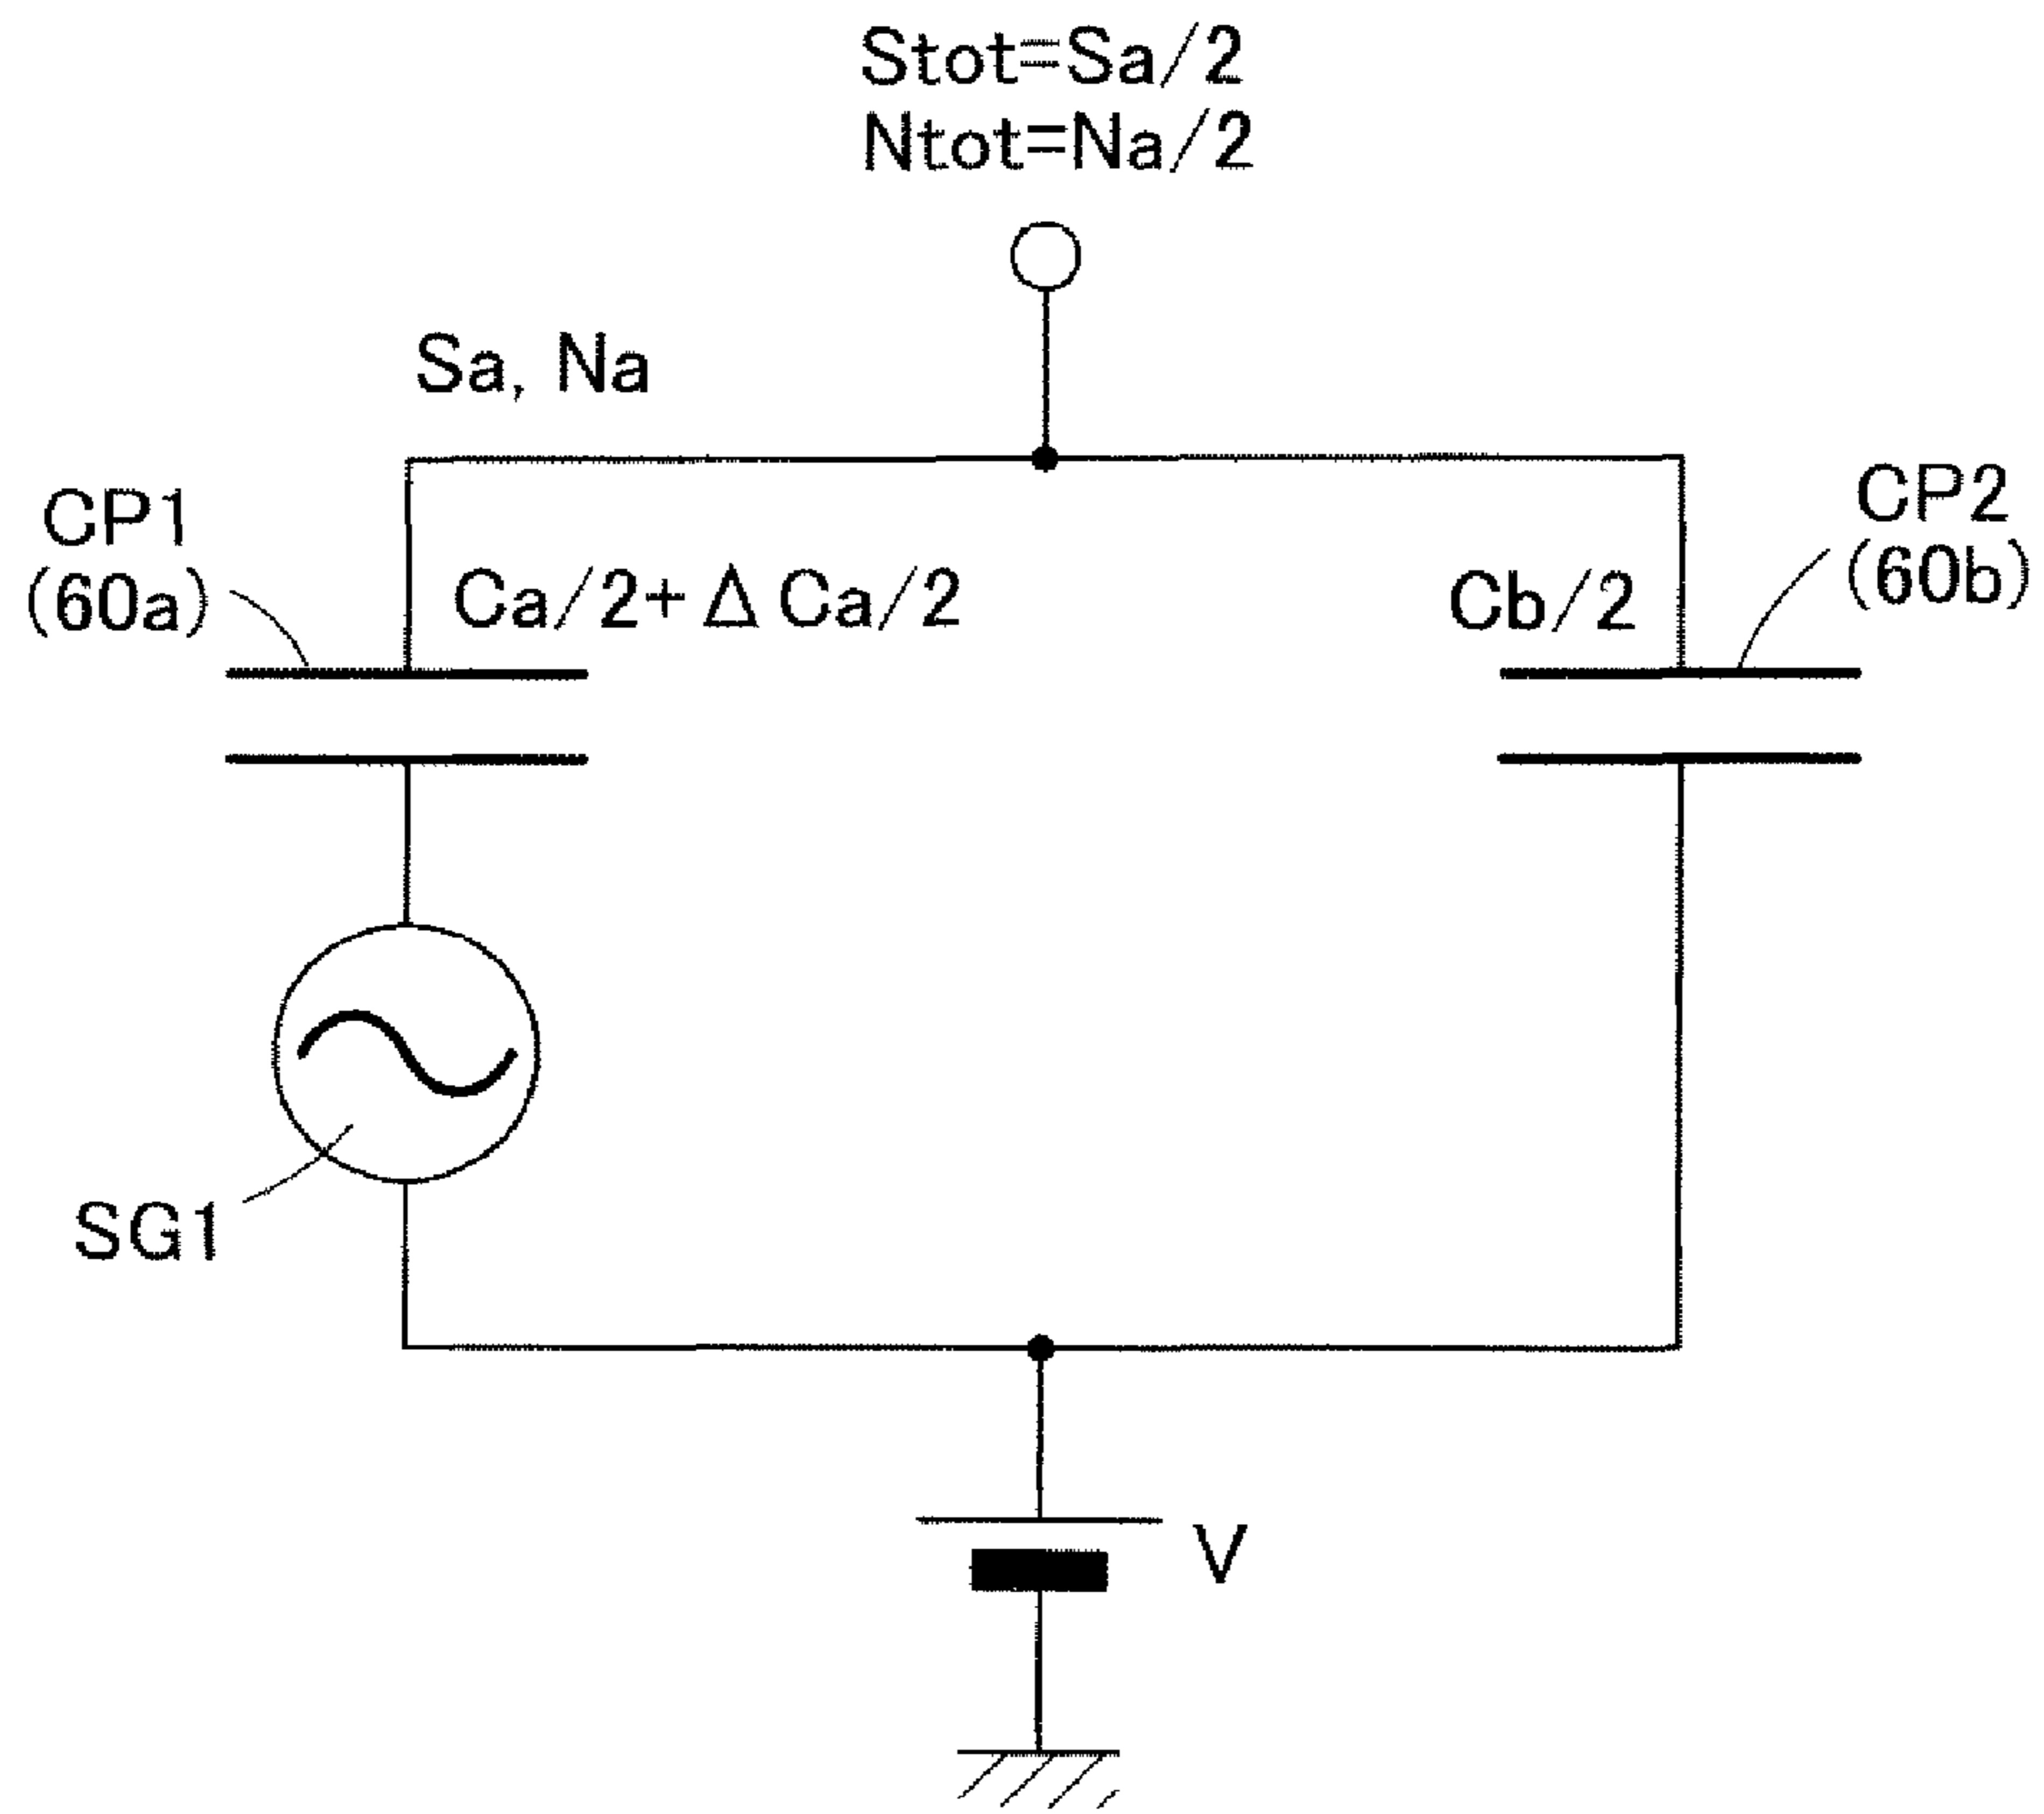 Stot=Sa/2
Ntot=Na/2
Sa, Na
CP1
(60a)
Ca/2+ΔCa/2
Cb/2
CP2
(60b)
SG1
V